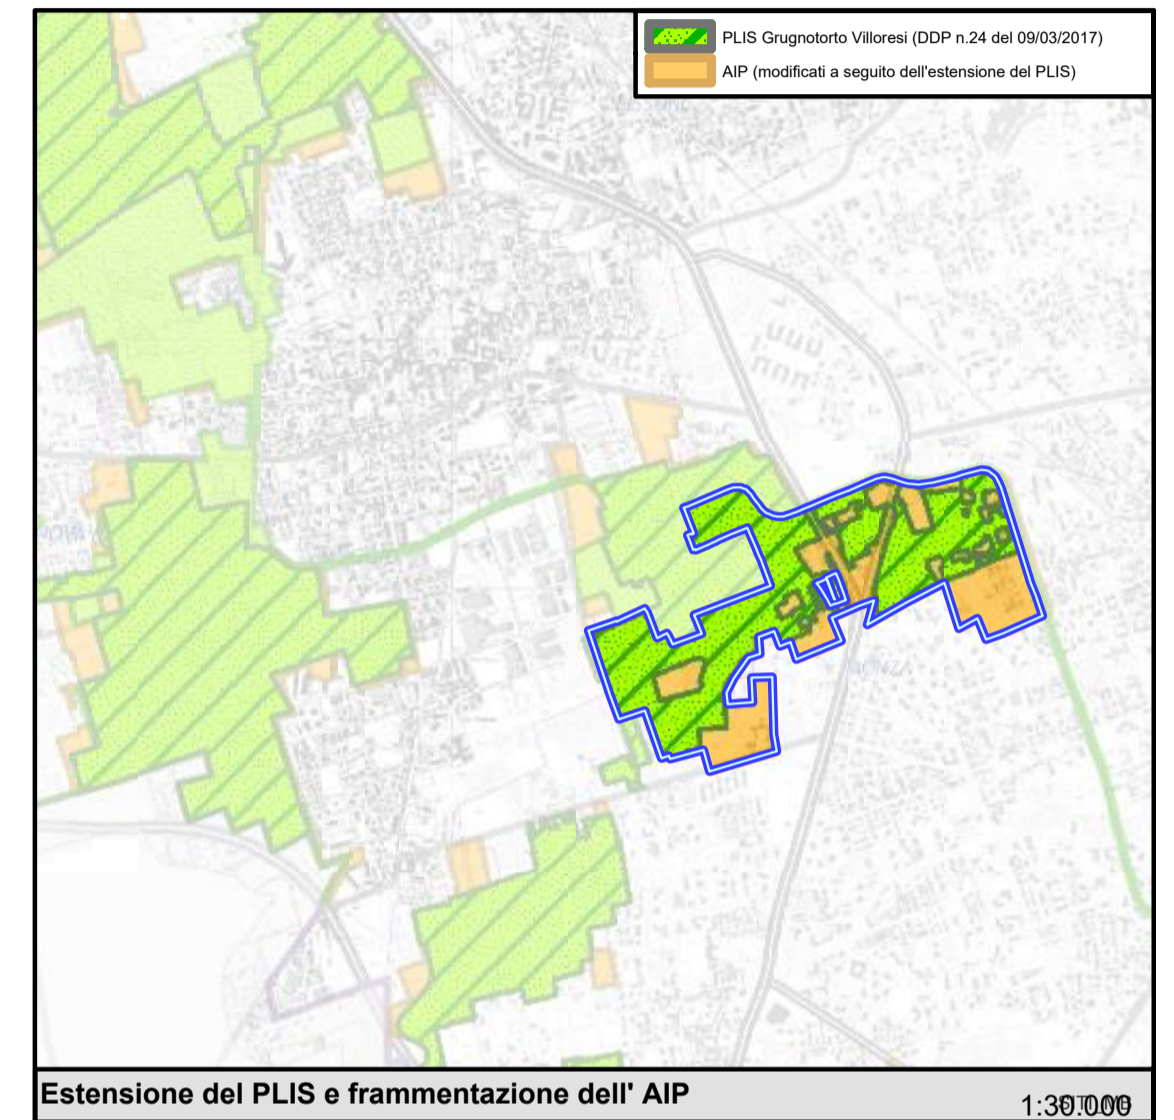 PLIS Grugnotorto Villoresi (DDP n.24 del 09/03/2017)
AIP (modificati a seguito dell'estensione del PLIS)
Estensione del PLIS e frammentazione dell' AIP
1:30.000